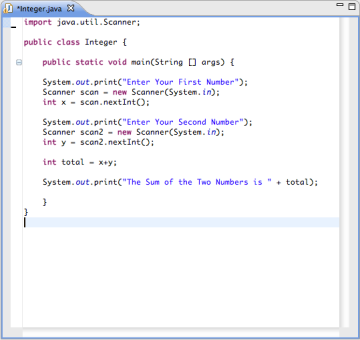 *Integer.java
import java.util.Scanner;
public class Integer {
public static void main(String [] args) {
System.out.print("Enter Your First Number");
Scanner scan = new Scanner(System.in);
int x = scan.nextInt();
System.out.print("Enter Your Second Number");
Scanner scan2 = new Scanner(System.in);
int y = scan2.nextInt();
int total = x+y;
System.out.print("The Sum of the Two Numbers is " + total);
}
}